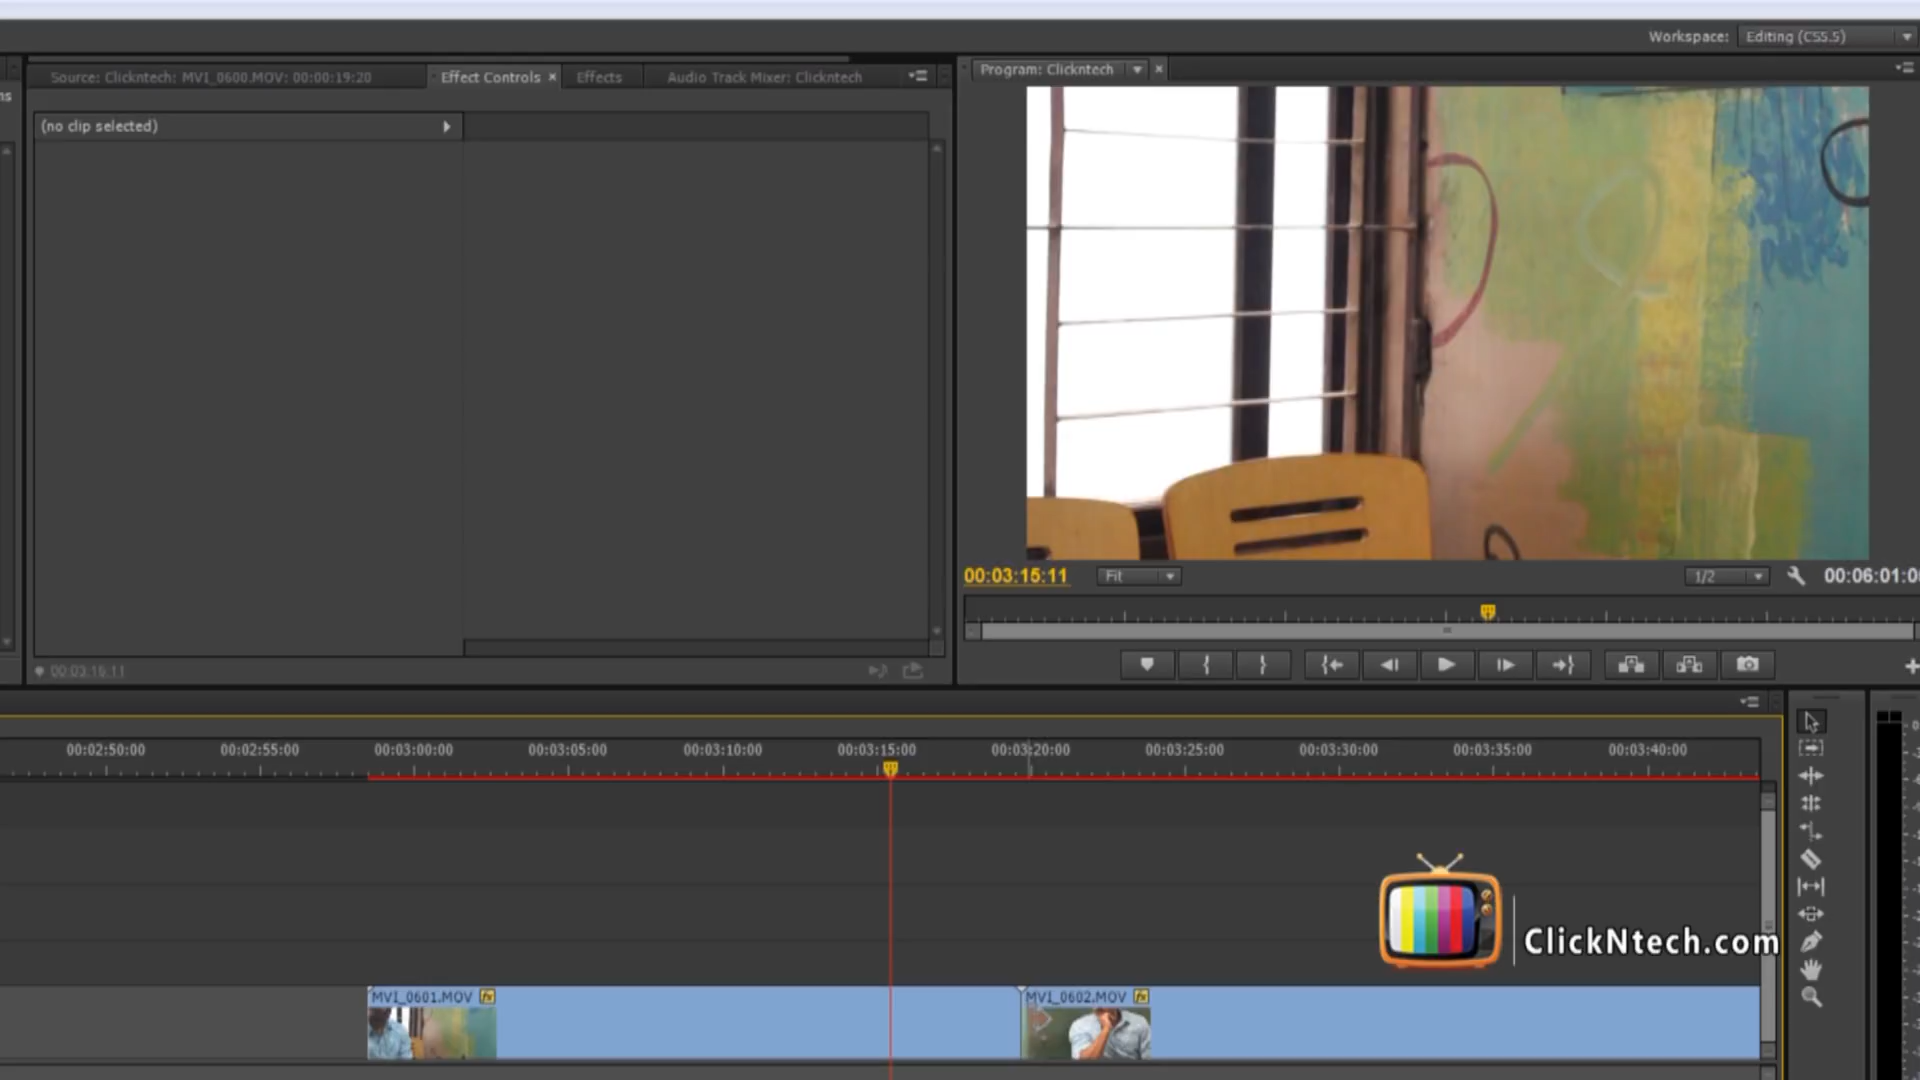 Workspace: Editing (CS5.5)
Source: Clickntech: MVI_0600.MOV: 00:00:19:20
Effect Controls
Effects
Audio Track Mixer: Clickntech
Program: Clickntech
(no clip selected)
00:03:15:11
Fit
1/2
00:06:01:0
00:03:15:11
00:02:50:00
00:02:55:00
00:03:00:00
00:03:05:00
00:03:10:00
00:03:15:00
00:03:20:00
00:03:25:00
00:03:30:00
00:03:35:00
00:03:40:00
ClickNtech.com
MVI_0601.MOV fx
MVI_0602.MOV fx